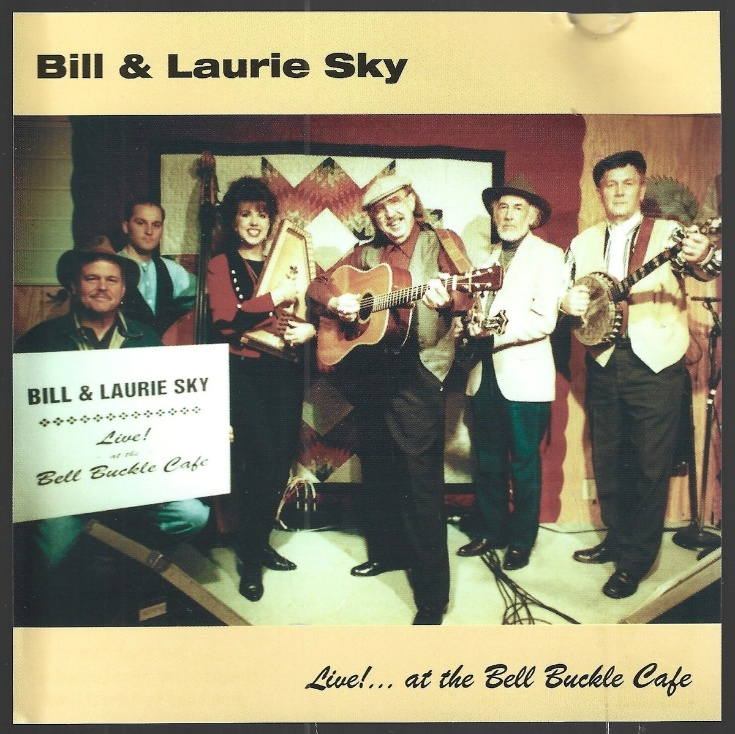 Bill & Laurie Sky
BILL & LAURIE SKY
Live!
at the
Bell Buckle Cafe
Live!... at the Bell Buckle Cafe